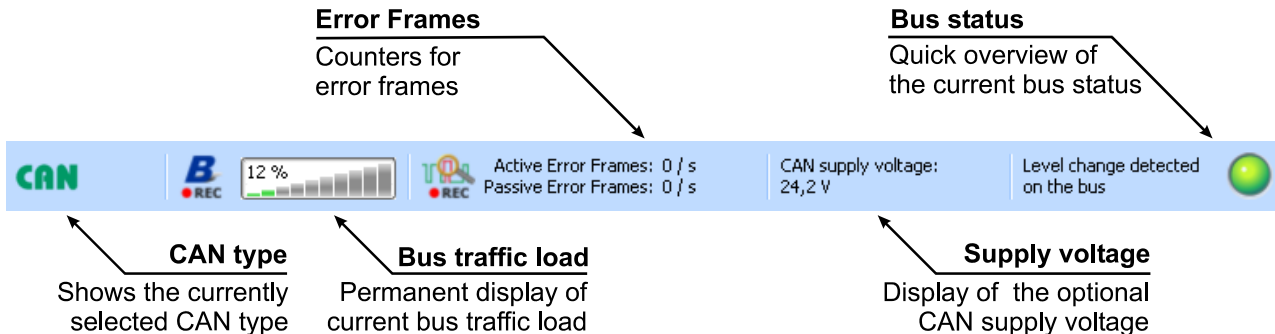 Error Frames
Counters for
error frames
Bus status
Quick overview of
the current bus status
CAN
B
REC
12 %
REC
Active Error Frames: 0 / s
Passive Error Frames: 0 / s
CAN supply voltage:
24,2 V
Level change detected
on the bus
CAN type
Shows the currently
selected CAN type
Bus traffic load
Permanent display of
current bus traffic load
Supply voltage
Display of the optional
CAN supply voltage